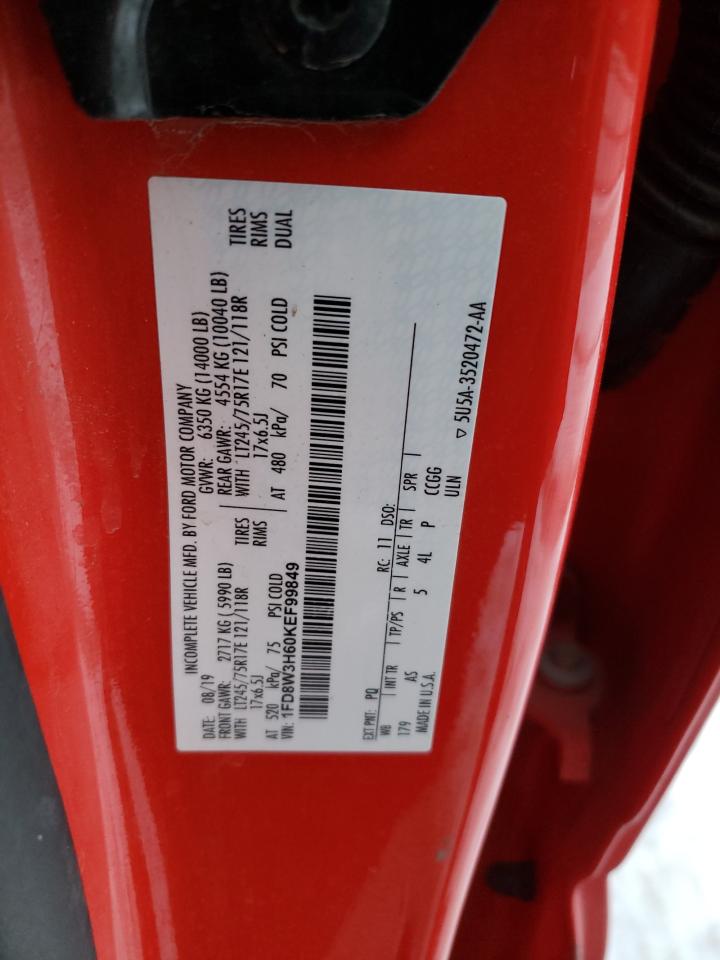 INCOMPLETE VEHICLE MFD. BY FORD MOTOR COMPANY
DATE: 08/19 GVWR: 6350 KG (14000 LB)
FRONT GAWR: 2717 KG (5990 LB) REAR GAWR: 4554 KG (10040 LB)
WITH LT245/75R17E 121/118R TIRES WITH LT245/75R17E 121/118R TIRES
17x6.5J RIMS 17x6.5J RIMS
AT 520 kPa/ 75 PSI COLD AT 480 kPa/ 70 PSI COLD DUAL
VIN: 1FD8W3H60KEF99849
EXT PNT: PQ RC: 11 DSO:
WB INT TR TP/PS R AXLE TR SPR
179 AS 5 4L P CCGG
MADE IN U.S.A. ULN
▽ 5U5A-3520472-AA